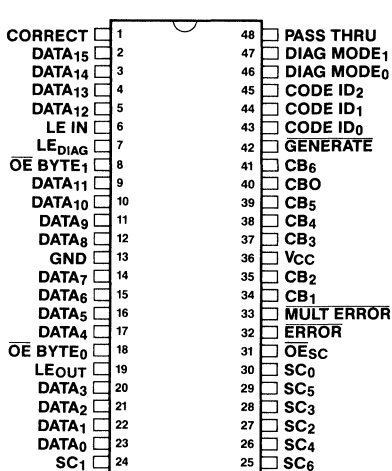 CORRECT 1 48 PASS THRU
DATA15 2 47 DIAG MODE1
DATA14 3 46 DIAG MODE0
DATA13 4 45 CODE ID2
DATA12 5 44 CODE ID1
LE IN 6 43 CODE ID0
LEDIAG 7 42 GENERATE
OE BYTE1 8 41 CB6
DATA11 9 40 CBO
DATA10 10 39 CB5
DATA9 11 38 CB4
DATA8 12 37 CB3
GND 13 36 VCC
DATA7 14 35 CB2
DATA6 15 34 CB1
DATA5 16 33 MULT ERROR
DATA4 17 32 ERROR
OE BYTE0 18 31 OESC
LEOUT 19 30 SC0
DATA3 20 29 SC5
DATA2 21 28 SC3
DATA1 22 27 SC2
DATA0 23 26 SC4
SC1 24 25 SC6